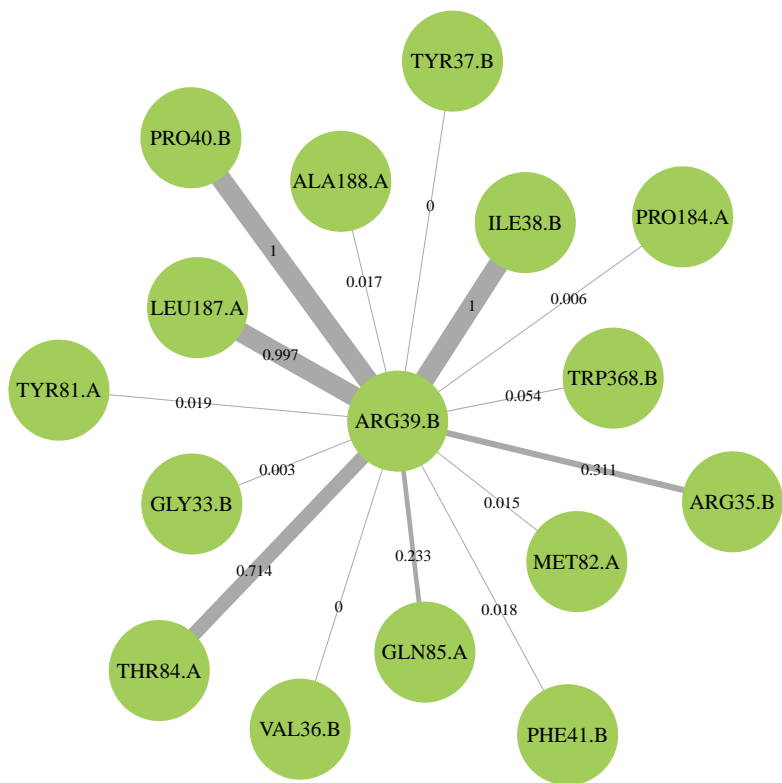 TYR37.B
PRO40.B
ALA188.A
0
ILE38.B
PRO184.A
1
0.017
0.006
1
LEU187.A
0.997
TYR81.A
0.019
0.054
TRP368.B
ARG39.B
0.003
0.311
GLY33.B
0.015
ARG35.B
0.233
MET82.A
0.714
0
0.018
GLN85.A
THR84.A
VAL36.B
PHE41.B